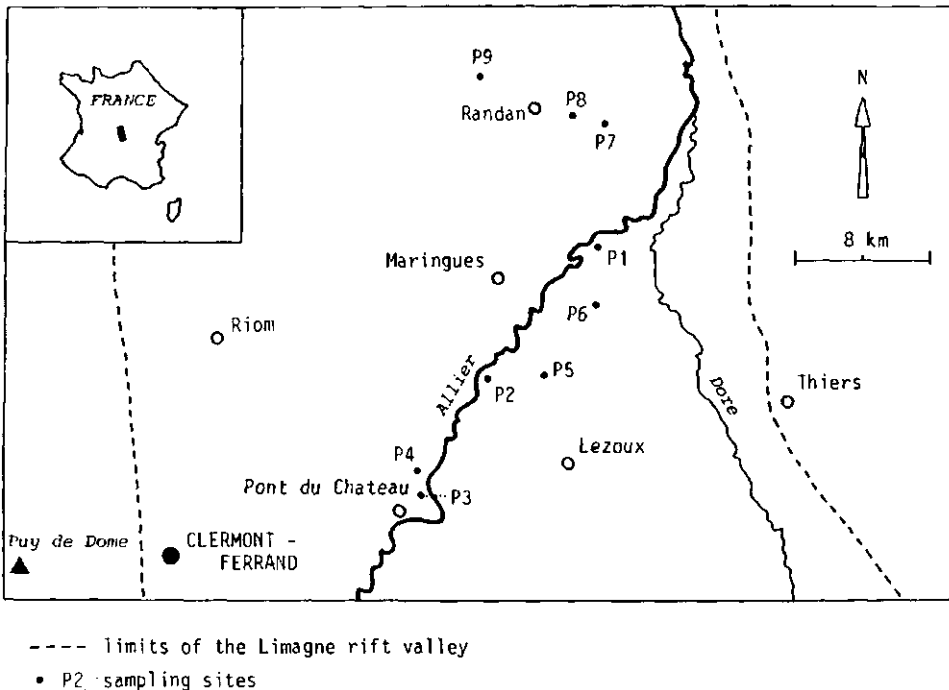 FRANCE
P9
Randan
P8
P7
N
8 km
P1
Maringues
P6
Riom
Allier
P2
P5
Dore
Thiers
P4
Lezoux
Pont du Chateau
P3
Puy de Dome
CLERMONT -
FERRAND
---- limits of the Limagne rift valley
• P2 sampling sites